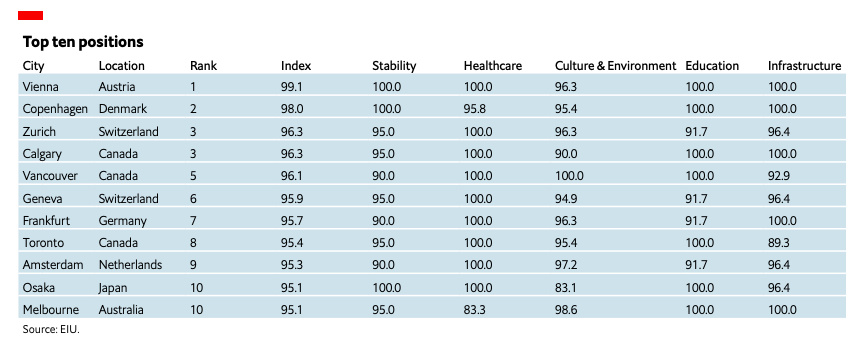 Top ten positions
City Location Rank Index Stability Healthcare Culture & Environment Education Infrastructure
Vienna Austria 1 99.1 100.0 100.0 96.3 100.0 100.0
Copenhagen Denmark 2 98.0 100.0 95.8 95.4 100.0 100.0
Zurich Switzerland 3 96.3 95.0 100.0 96.3 91.7 96.4
Calgary Canada 3 96.3 95.0 100.0 90.0 100.0 100.0
Vancouver Canada 5 96.1 90.0 100.0 100.0 100.0 92.9
Geneva Switzerland 6 95.9 95.0 100.0 94.9 91.7 96.4
Frankfurt Germany 7 95.7 90.0 100.0 96.3 91.7 100.0
Toronto Canada 8 95.4 95.0 100.0 95.4 100.0 89.3
Amsterdam Netherlands 9 95.3 90.0 100.0 97.2 91.7 96.4
Osaka Japan 10 95.1 100.0 100.0 83.1 100.0 96.4
Melbourne Australia 10 95.1 95.0 83.3 98.6 100.0 100.0
Source: EIU.